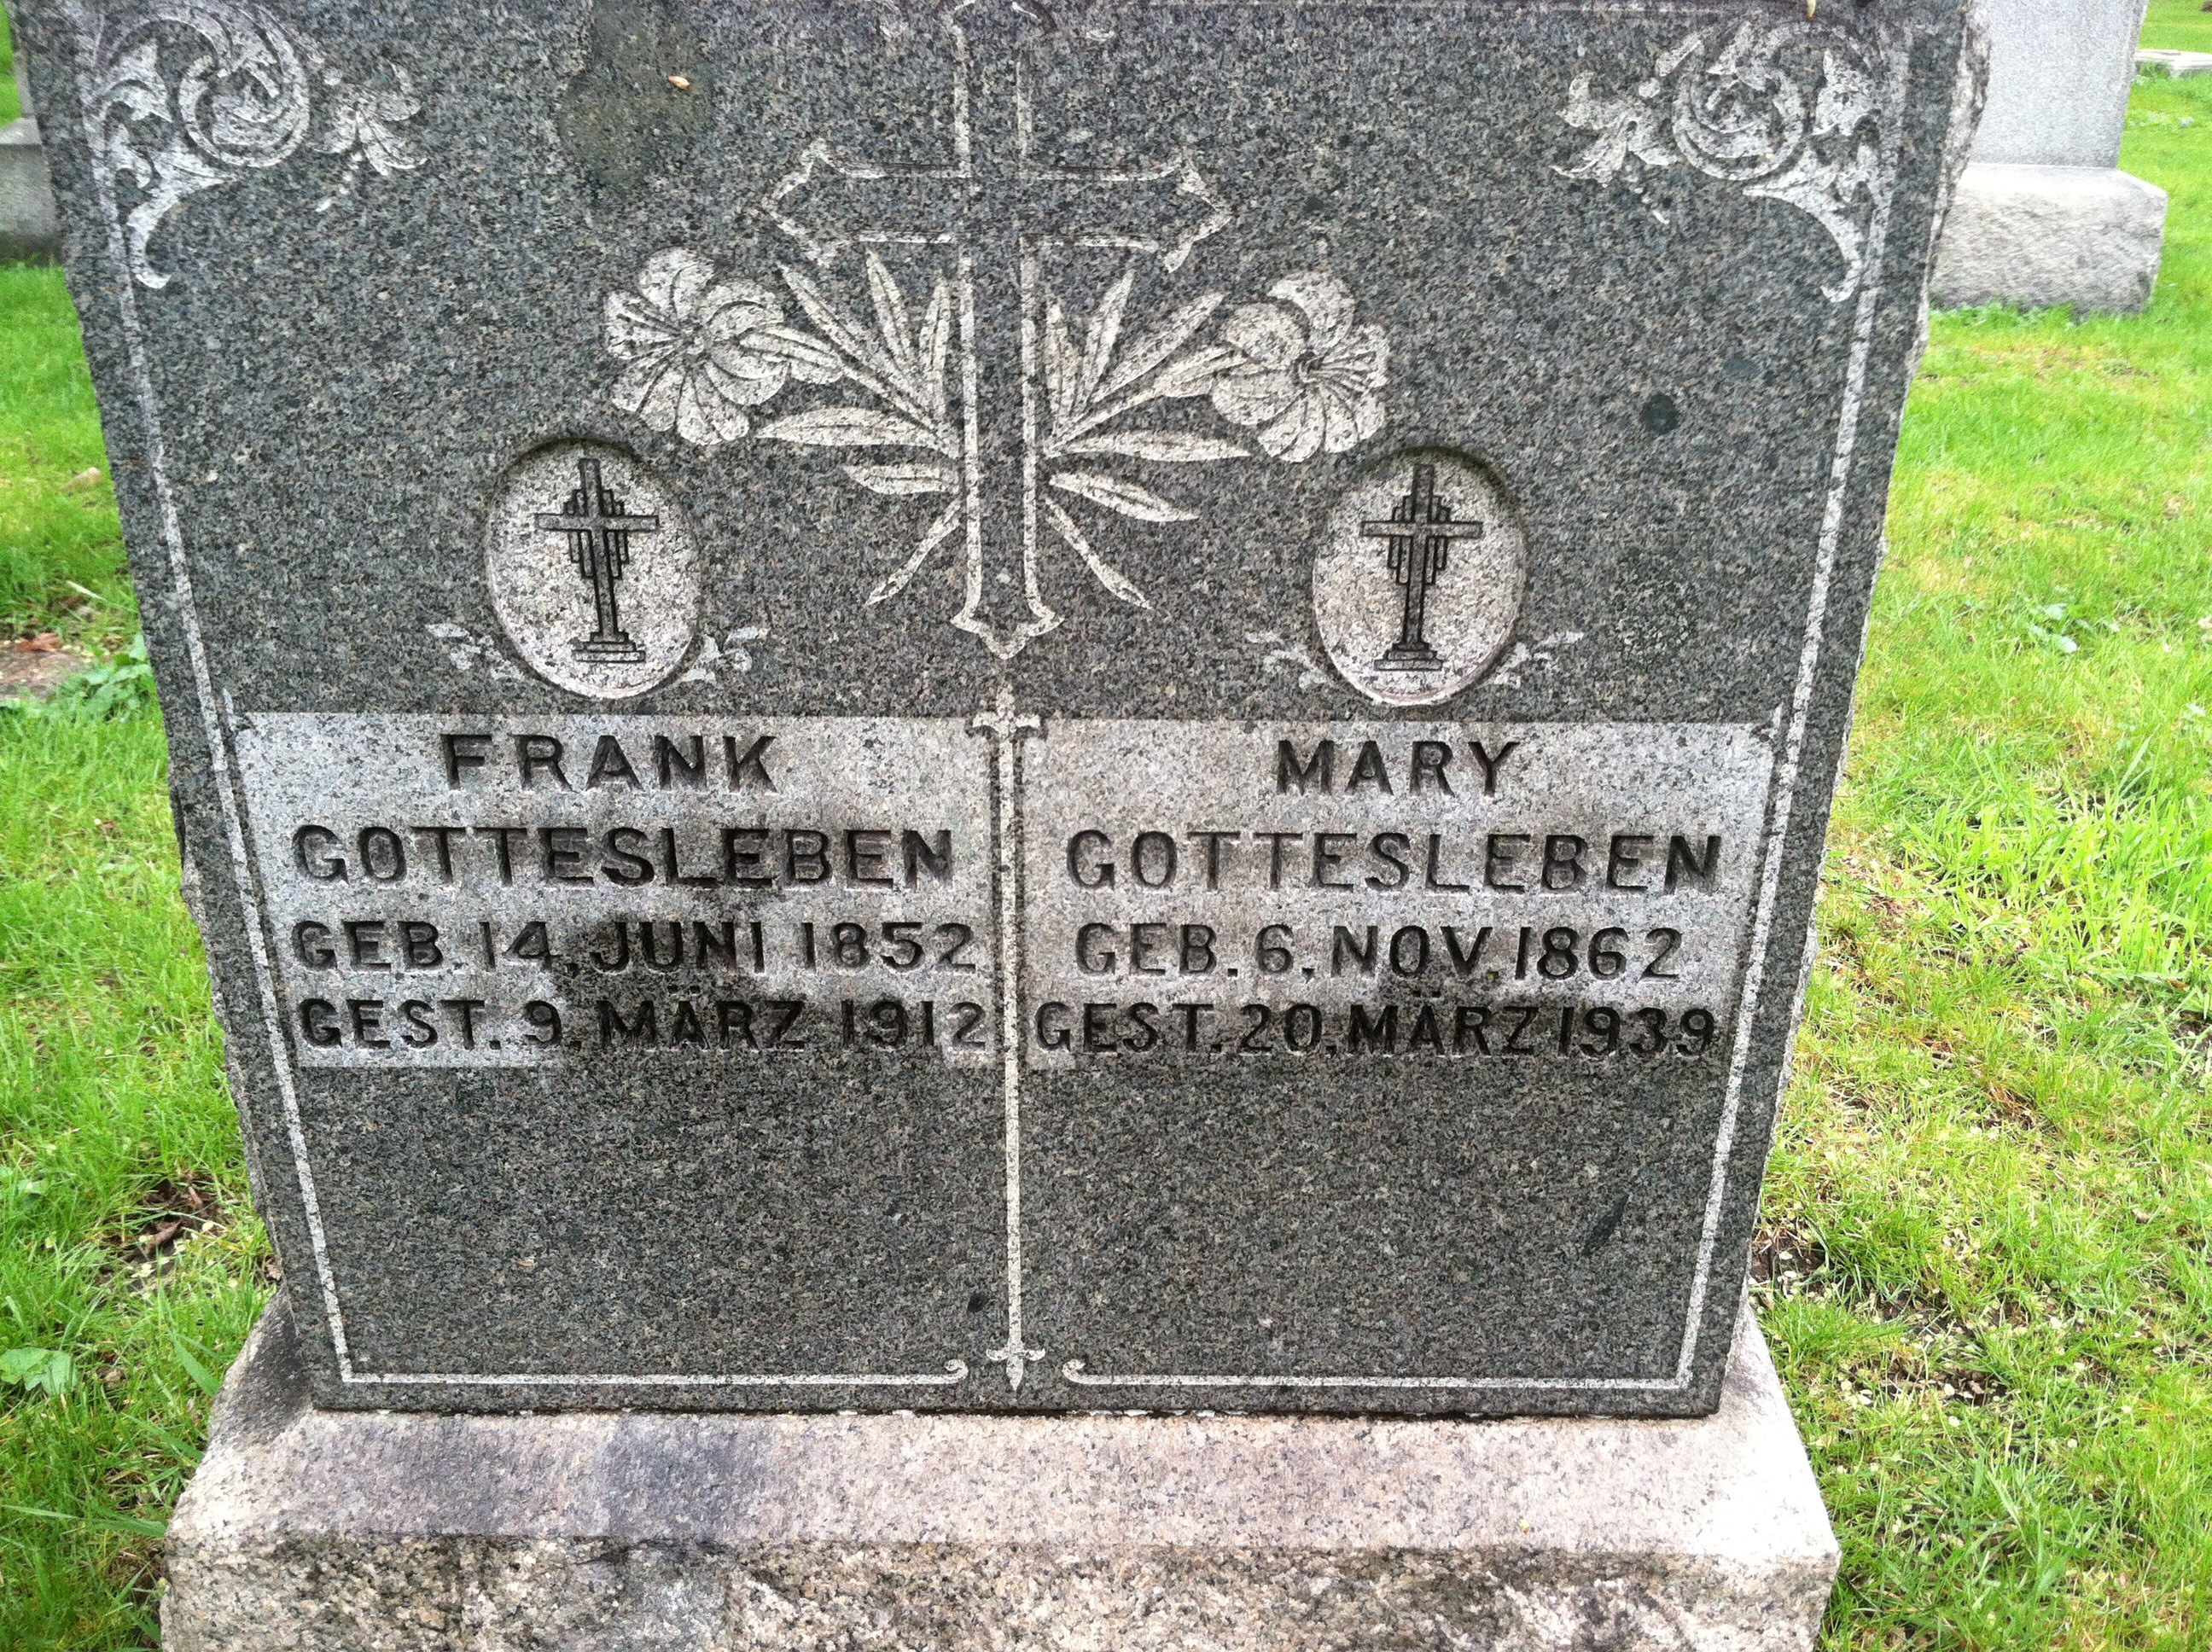 FRANK
GOTTESLEBEN
GEB. 14, JUNI 1852
GEST. 9, MÄRZ 1912
MARY
GOTTESLEBEN
GEB. 6, NOV. 1862
GEST. 20, MÄRZ 1939